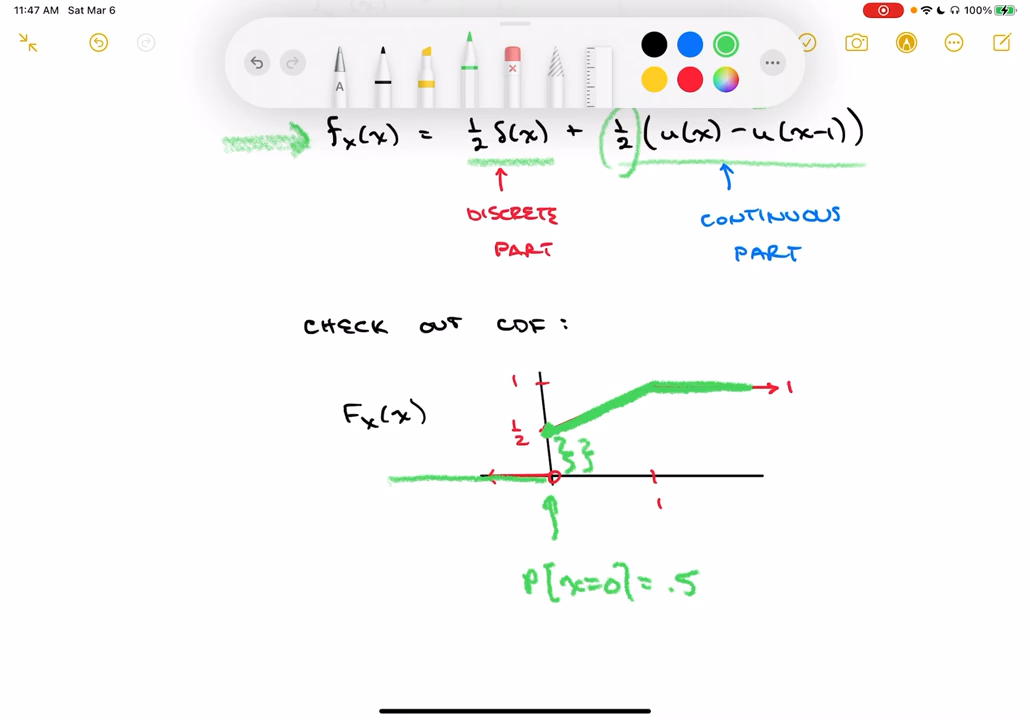 11:47 AM Sat Mar 6
100%
A
fₓ(x) = ½ δ(x) + ½ (u(x) - u(x-1))
DISCRETE
PART
CONTINUOUS
PART
CHECK OUT CDF:
Fₓ(x)
1
1
½
0
1
P[x=0] = .5